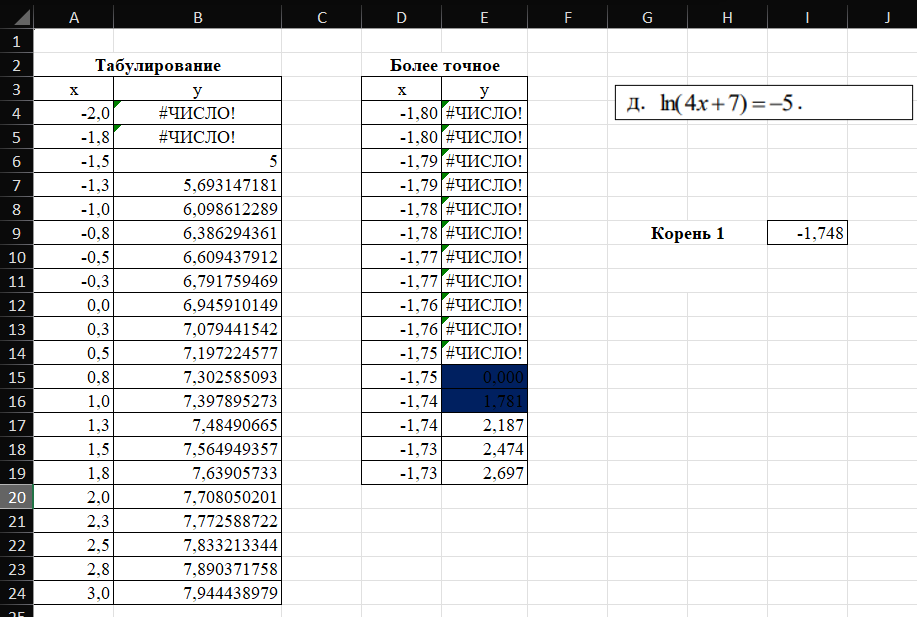 A B C D E F G H I J
1
2 Табулирование Более точное
3 x y x y
4 -2,0 #ЧИСЛО! -1,80 #ЧИСЛО! д. ln(4x+7)=−5.
5 -1,8 #ЧИСЛО! -1,80 #ЧИСЛО!
6 -1,5 5 -1,79 #ЧИСЛО!
7 -1,3 5,693147181 -1,79 #ЧИСЛО!
8 -1,0 6,098612289 -1,78 #ЧИСЛО!
9 -0,8 6,386294361 -1,78 #ЧИСЛО! Корень 1 -1,748
10 -0,5 6,609437912 -1,77 #ЧИСЛО!
11 -0,3 6,791759469 -1,77 #ЧИСЛО!
12 0,0 6,945910149 -1,76 #ЧИСЛО!
13 0,3 7,079441542 -1,76 #ЧИСЛО!
14 0,5 7,197224577 -1,75 #ЧИСЛО!
15 0,8 7,302585093 -1,75 0,000
16 1,0 7,397895273 -1,74 1,781
17 1,3 7,48490665 -1,74 2,187
18 1,5 7,564949357 -1,73 2,474
19 1,8 7,63905733 -1,73 2,697
20 2,0 7,708050201
21 2,3 7,772588722
22 2,5 7,833213344
23 2,8 7,890371758
24 3,0 7,944438979
25